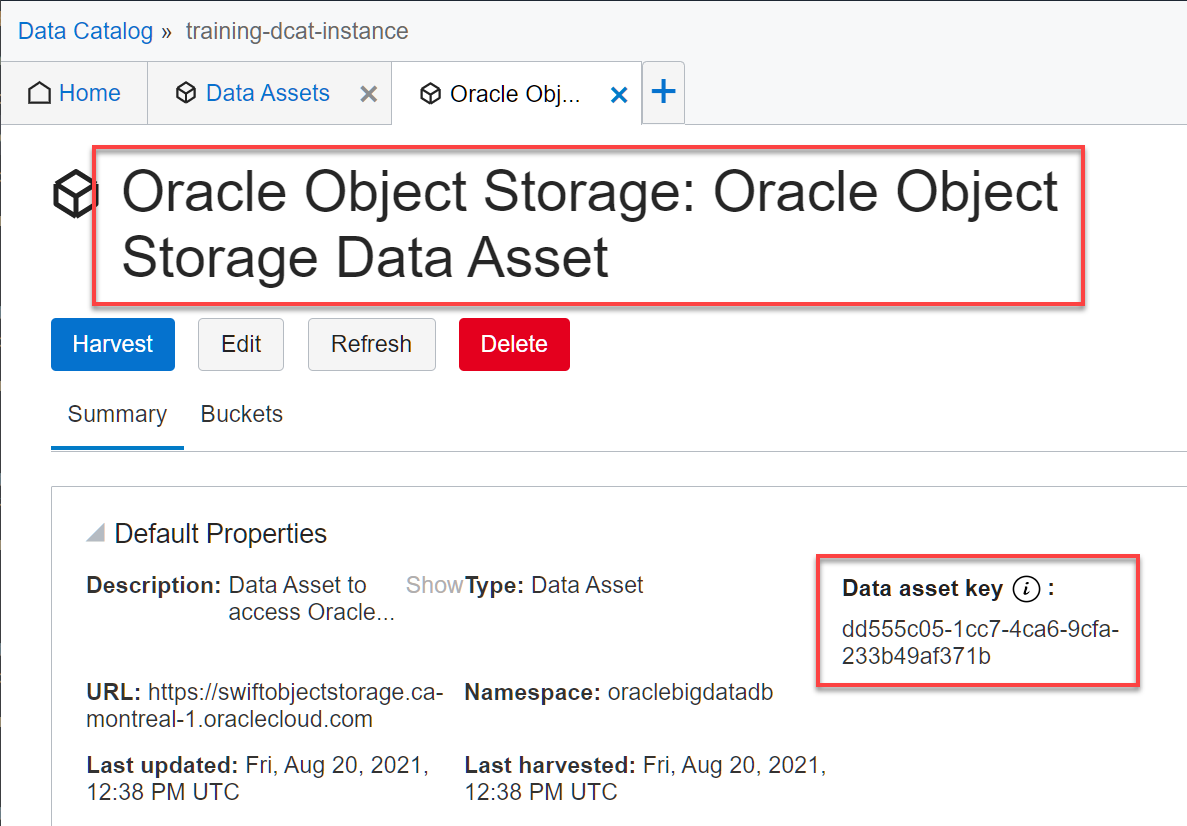 Data Catalog » training-dcat-instance
Home Data Assets × Oracle Obj... × +
Oracle Object Storage: Oracle Object
Storage Data Asset
Harvest Edit Refresh Delete
Summary Buckets
Default Properties
Description: Data Asset to Show Type: Data Asset
access Oracle...
Data asset key i :
dd555c05-1cc7-4ca6-9cfa-
233b49af371b
URL: https://swiftobjectstorage.ca- Namespace: oraclebigdatadb
montreal-1.oraclecloud.com
Last updated: Fri, Aug 20, 2021, Last harvested: Fri, Aug 20, 2021,
12:38 PM UTC 12:38 PM UTC